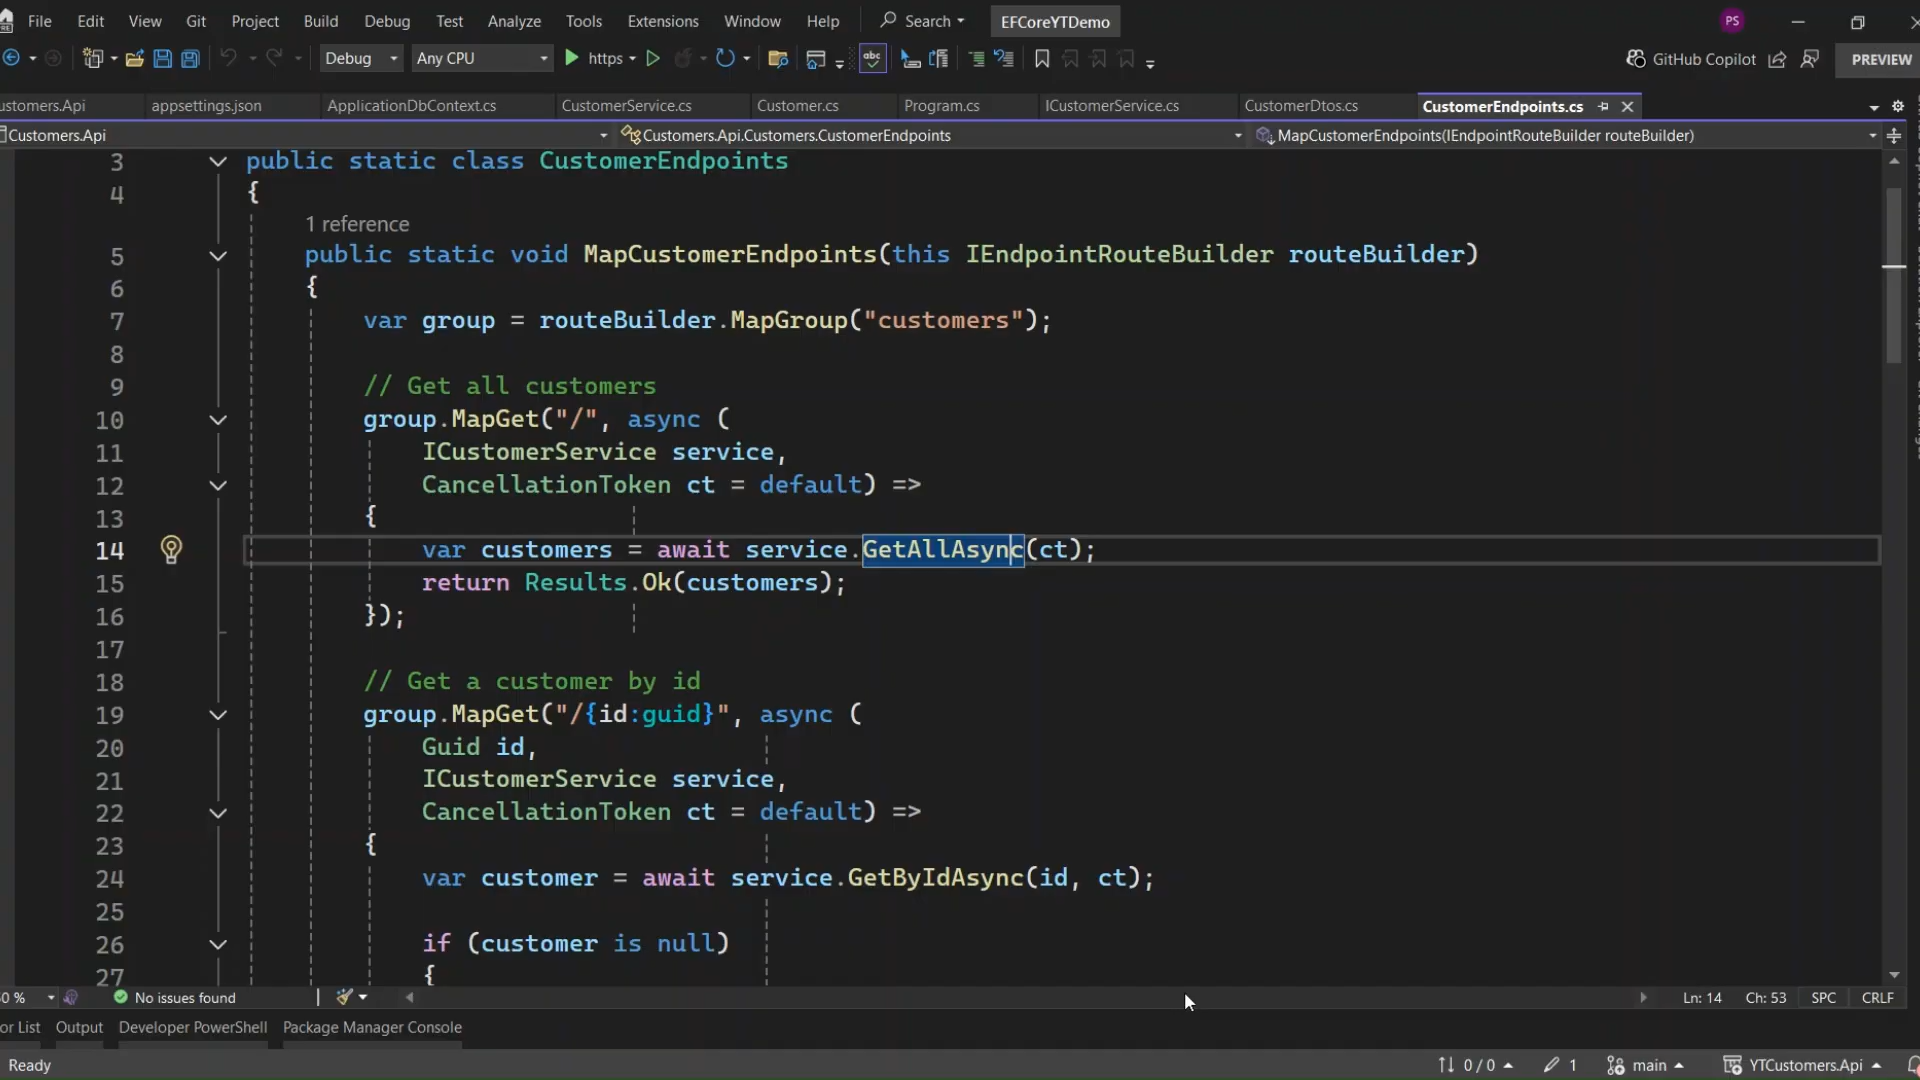 File Edit View Git Project Build Debug Test Analyze Tools Extensions Window Help Search EFCoreYTDemo PS
Debug Any CPU https GitHub Copilot PREVIEW
ustomers.Api appsettings.json ApplicationDbContext.cs CustomerService.cs Customer.cs Program.cs ICustomerService.cs CustomerDtos.cs CustomerEndpoints.cs
Customers.Api Customers.Api.Customers.CustomerEndpoints MapCustomerEndpoints(IEndpointRouteBuilder routeBuilder)
3 public static class CustomerEndpoints
4 {
1 reference
5 public static void MapCustomerEndpoints(this IEndpointRouteBuilder routeBuilder)
6 {
7 var group = routeBuilder.MapGroup("customers");
8
9 // Get all customers
10 group.MapGet("/", async (
11 ICustomerService service,
12 CancellationToken ct = default) =>
13 {
14 var customers = await service.GetAllAsync(ct);
15 return Results.Ok(customers);
16 });
17
18 // Get a customer by id
19 group.MapGet("/{id:guid}", async (
20 Guid id,
21 ICustomerService service,
22 CancellationToken ct = default) =>
23 {
24 var customer = await service.GetByIdAsync(id, ct);
25
26 if (customer is null)
27 {
0 % No issues found Ln: 14 Ch: 53 SPC CRLF
or List Output Developer PowerShell Package Manager Console
Ready 0 / 0 1 main YTCustomers.Api